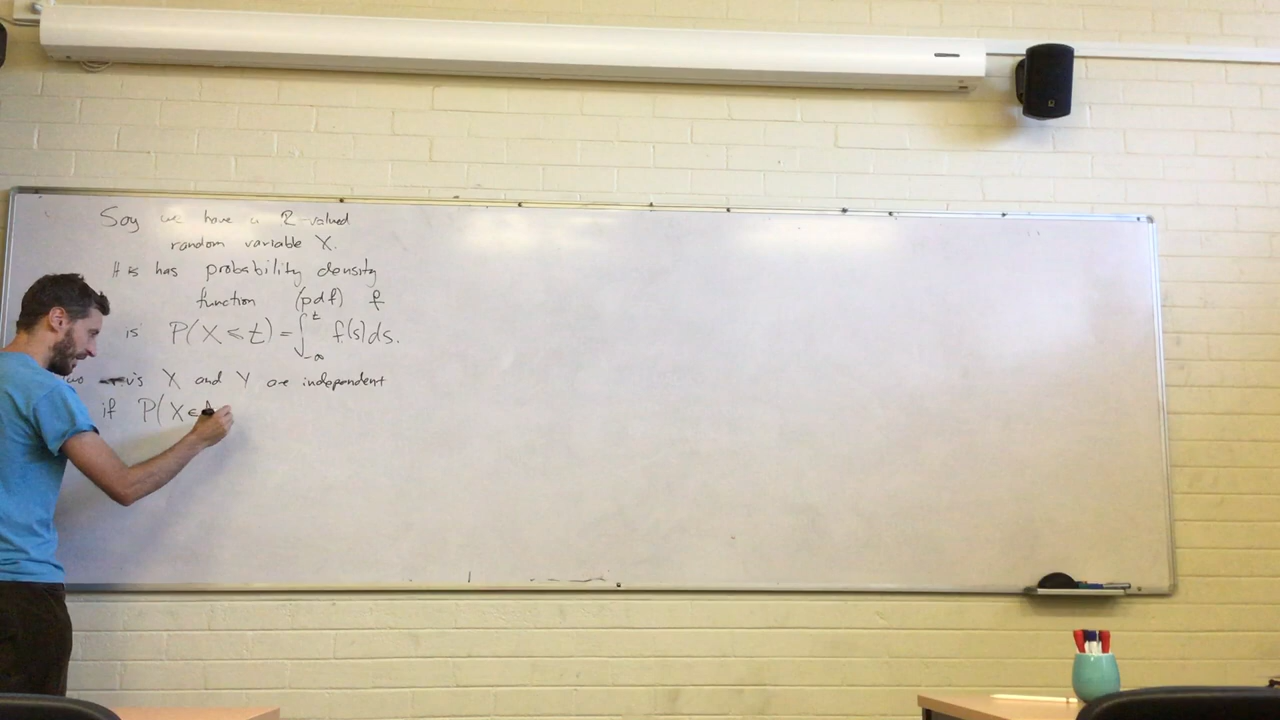 Say we have a R-valued
random variable X.
It is has probability density
function (pdf) f
is P(X ≤ t) = ∫_{-∞}^{t} f(s) ds.
r.v's X and Y are independent
if P(X ∈ A